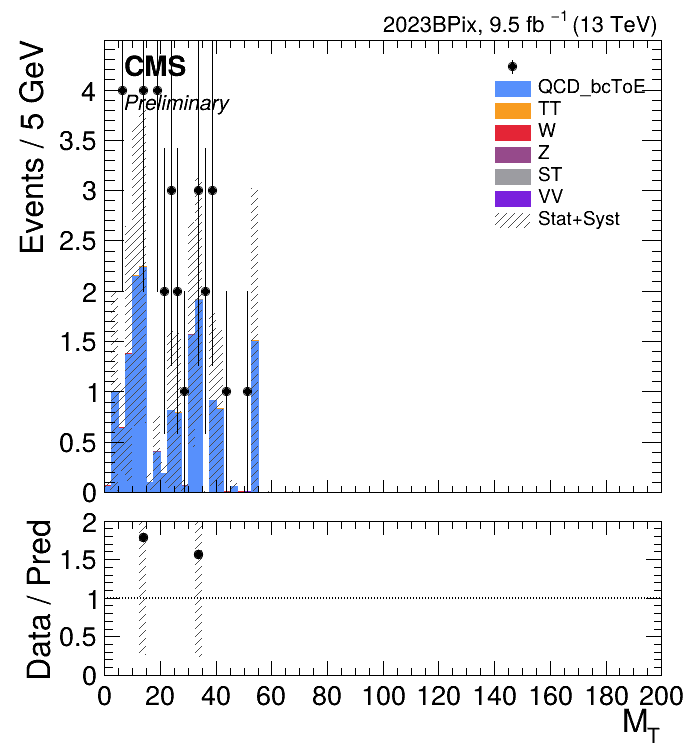 2023BPix, 9.5 fb⁻¹ (13 TeV)
CMS
Preliminary
Events / 5 GeV
4
3.5
3
2.5
2
1.5
1
0.5
0
QCD_bcToE
TT
W
Z
ST
VV
Stat+Syst
Data / Pred
2
1.5
1
0.5
0
0 20 40 60 80 100 120 140 160 180 200
M_T